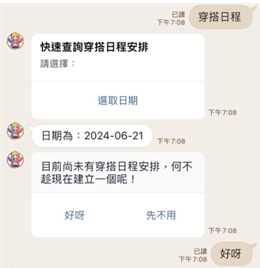 已讀
下午7:08
穿搭日程
快速查詢穿搭日程安排
請選擇：
選取日期
下午7:08
日期為：2024-06-21
下午7:08
目前尚未有穿搭日程安排，何不
趁現在建立一個呢！
好呀
先不用
下午7:08
已讀
下午7:08
好呀